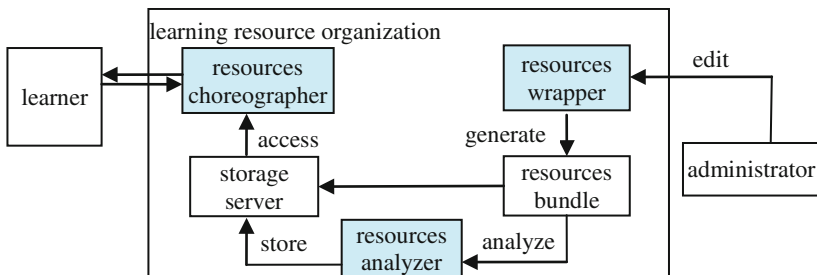 learning resource organization
learner
resources
choreographer
resources
wrapper
edit
access
generate
storage
server
resources
bundle
administrator
store
resources
analyzer
analyze